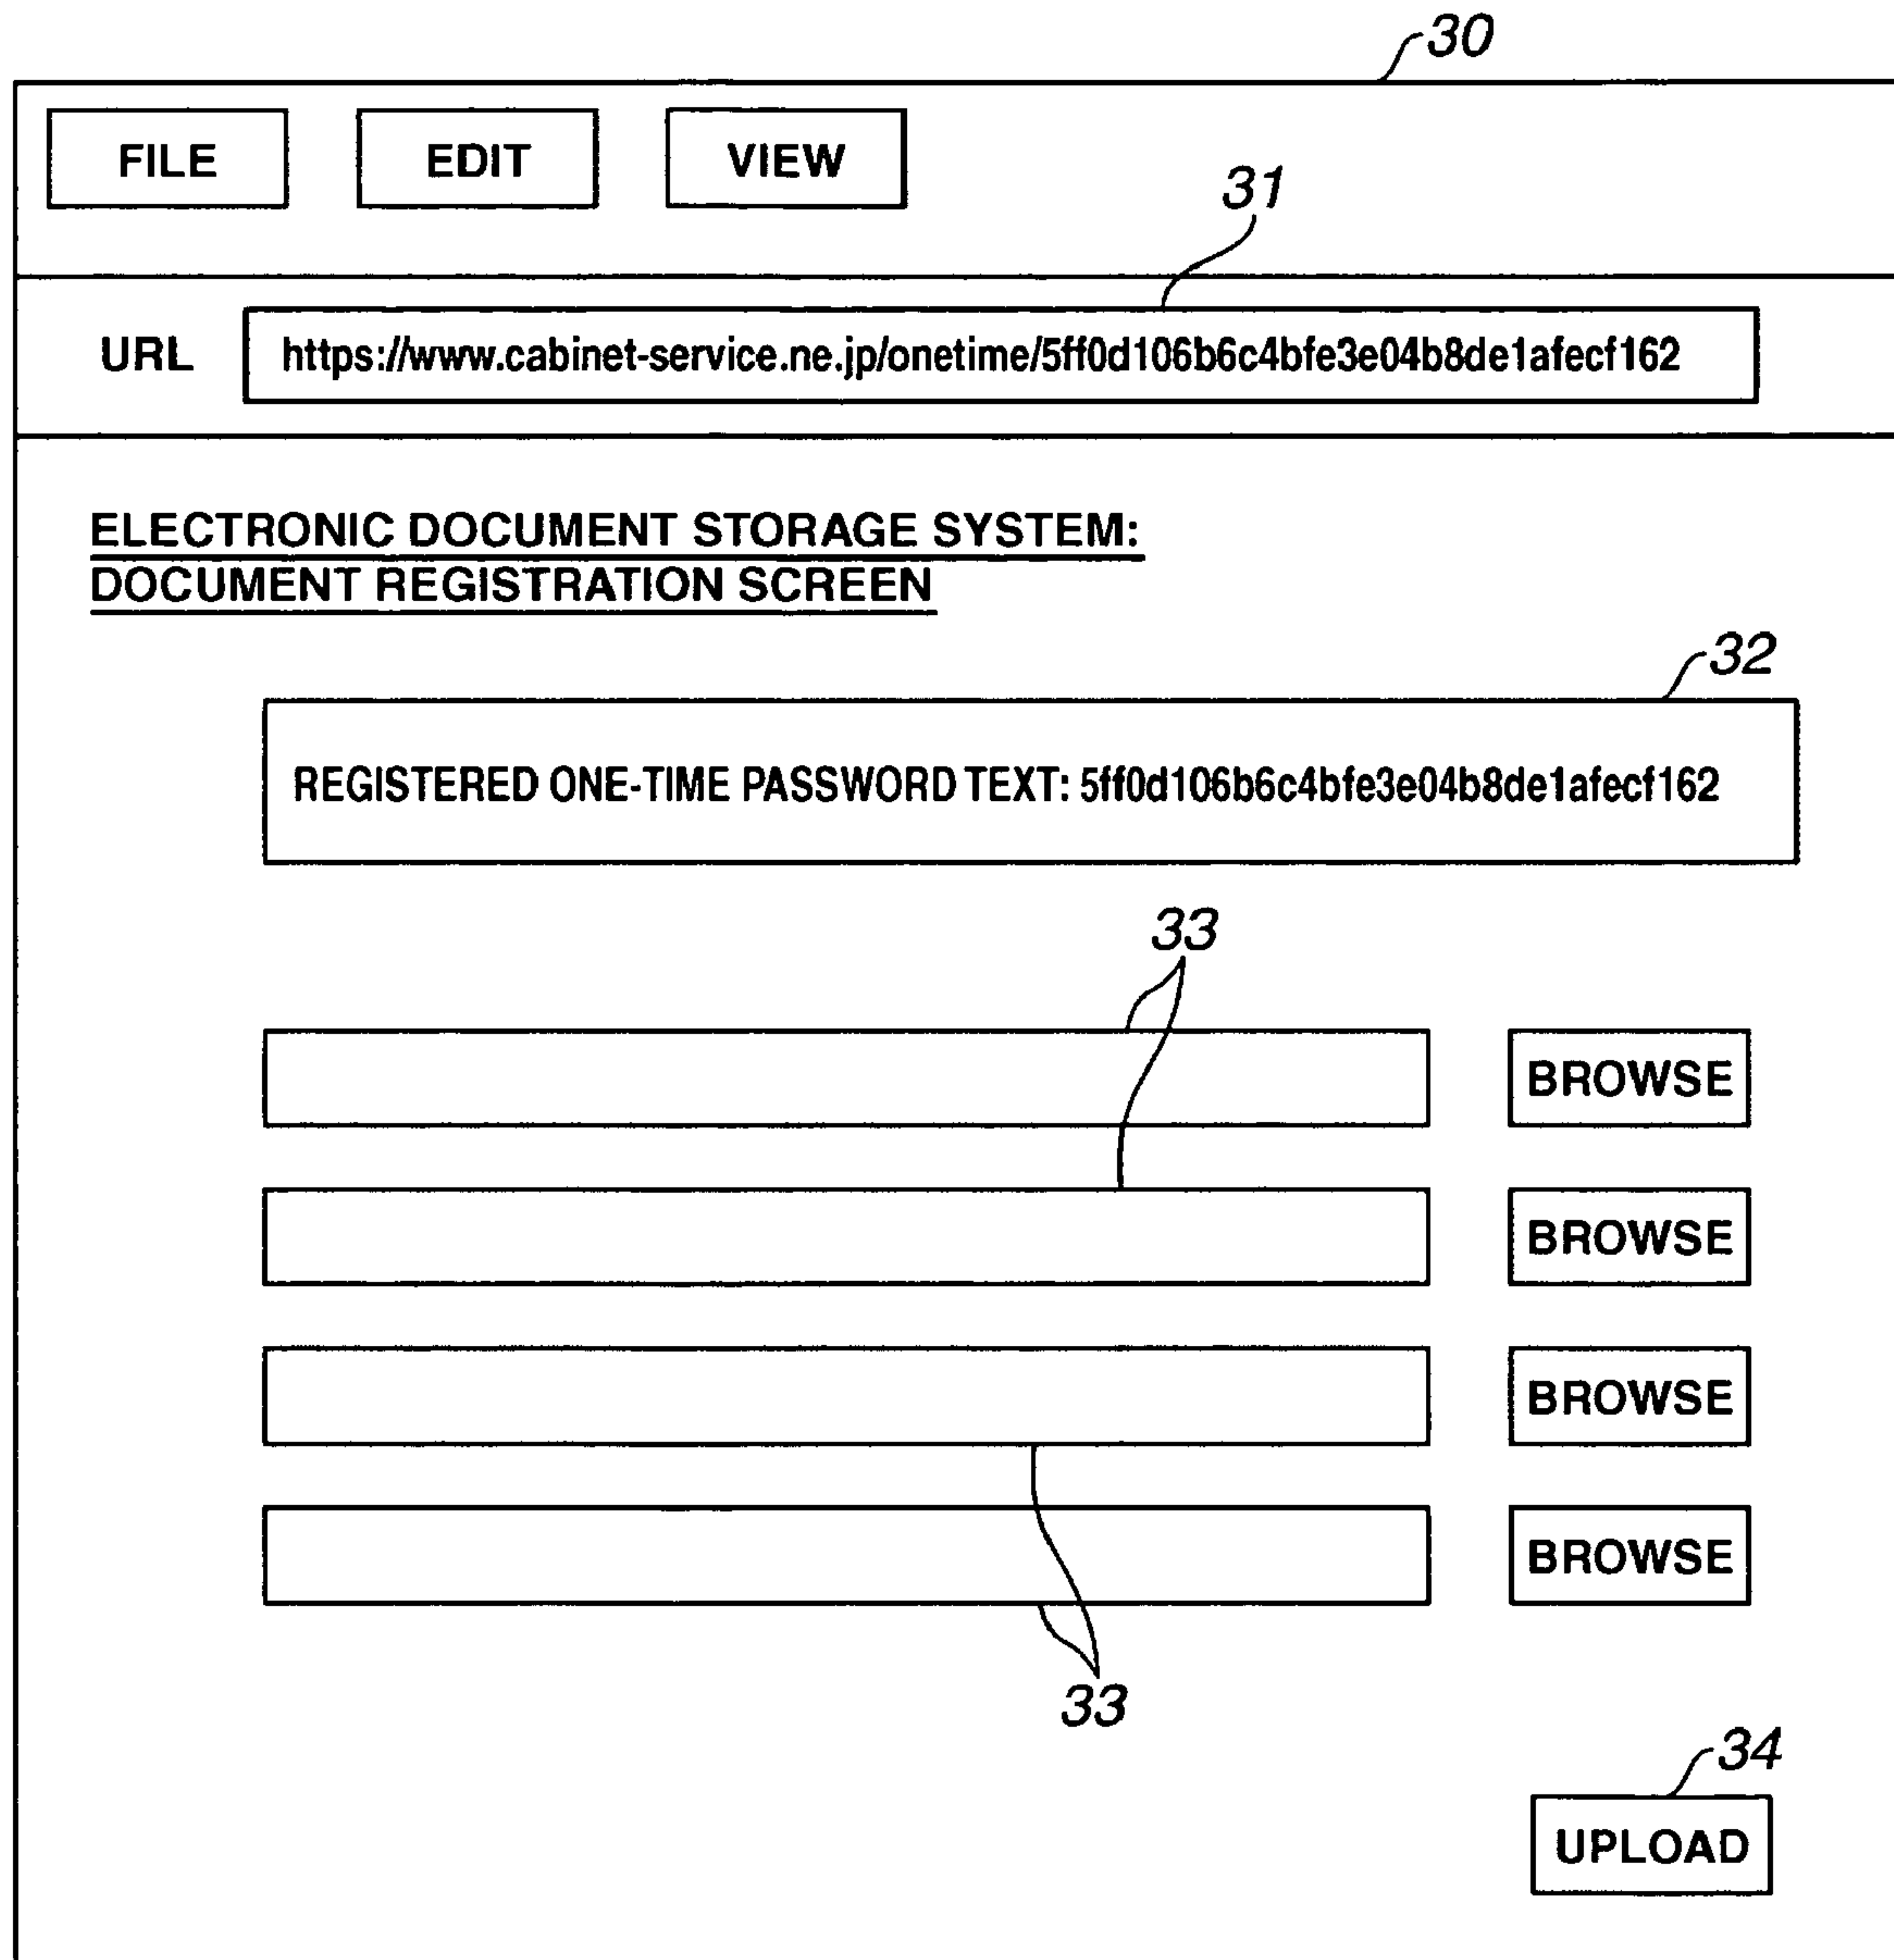 30
FILE EDIT VIEW
31
URL https://www.cabinet-service.ne.jp/onetime/5ff0d106b6c4bfe3e04b8de1afecf162
ELECTRONIC DOCUMENT STORAGE SYSTEM:
DOCUMENT REGISTRATION SCREEN
32
REGISTERED ONE-TIME PASSWORD TEXT: 5ff0d106b6c4bfe3e04b8de1afecf162
33
BROWSE
BROWSE
BROWSE
BROWSE
33
34
UPLOAD